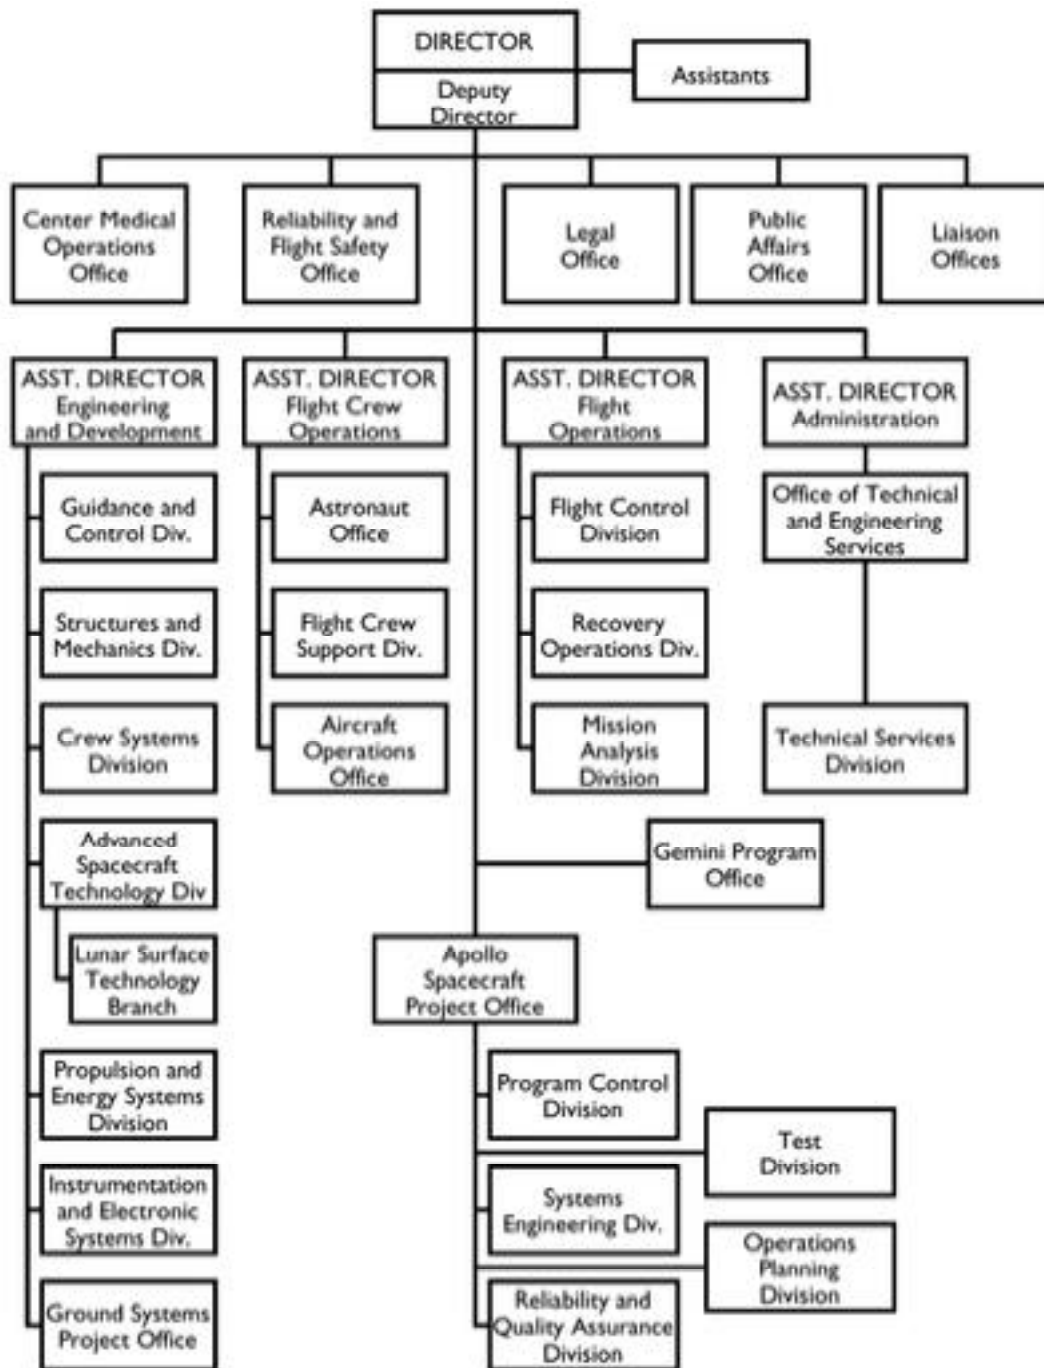 DIRECTOR
Deputy
Director
Assistants
Center Medical
Operations
Office
Reliability and
Flight Safety
Office
Legal
Office
Public
Affairs
Office
Liaison
Offices
ASST. DIRECTOR
Engineering
and Development
ASST. DIRECTOR
Flight Crew
Operations
ASST. DIRECTOR
Flight
Operations
ASST. DIRECTOR
Administration
Guidance and
Control Div.
Astronaut
Office
Flight Control
Division
Office of Technical
and Engineering
Services
Structures and
Mechanics Div.
Flight Crew
Support Div.
Recovery
Operations Div.
Crew Systems
Division
Aircraft
Operations
Office
Mission
Analysis
Division
Technical Services
Division
Advanced
Spacecraft
Technology Div
Gemini Program
Office
Lunar Surface
Technology
Branch
Apollo
Spacecraft
Project Office
Propulsion and
Energy Systems
Division
Program Control
Division
Test
Division
Instrumentation
and Electronic
Systems Div.
Systems
Engineering Div.
Operations
Planning
Division
Ground Systems
Project Office
Reliability and
Quality Assurance
Division